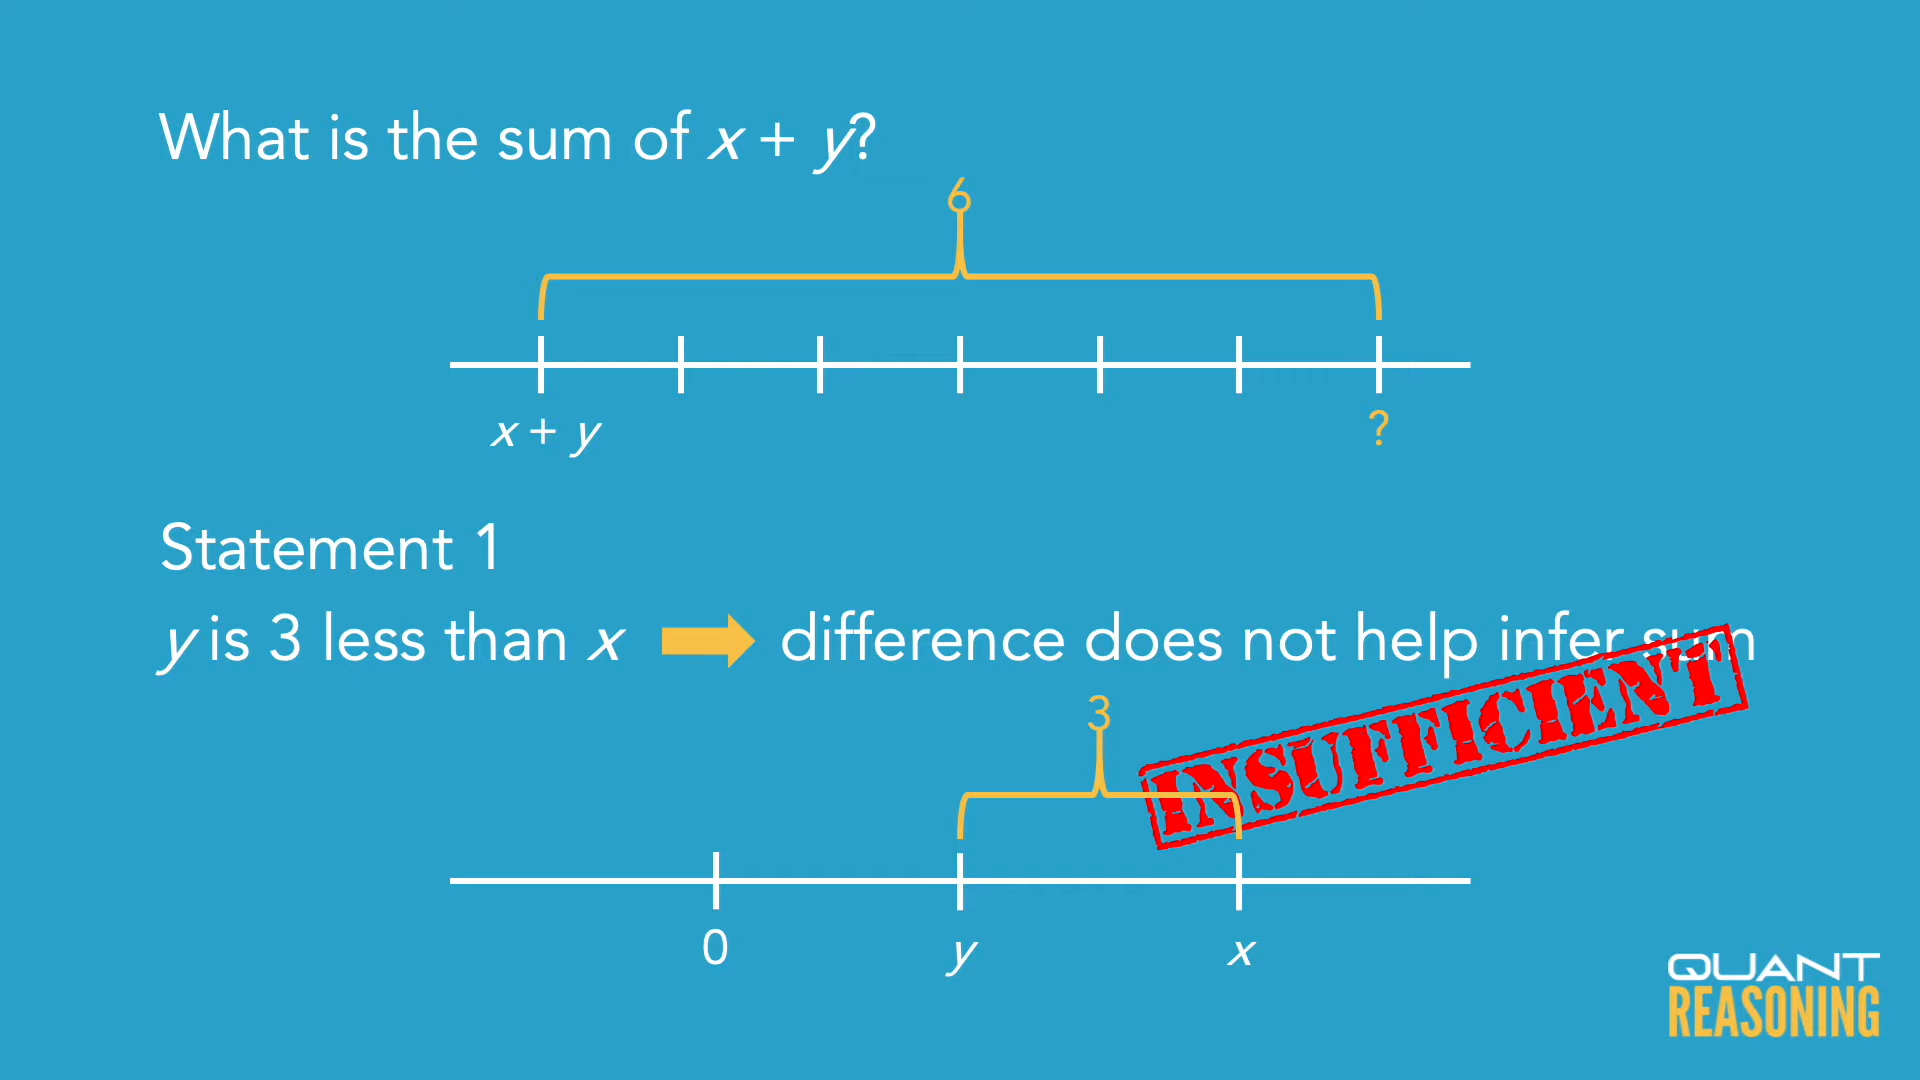 What is the sum of x + y?
6
x + y
?
Statement 1
y is 3 less than x
difference does not help infer sum
INSUFFICIENT
3
0
y
x
QUANT
REASONING